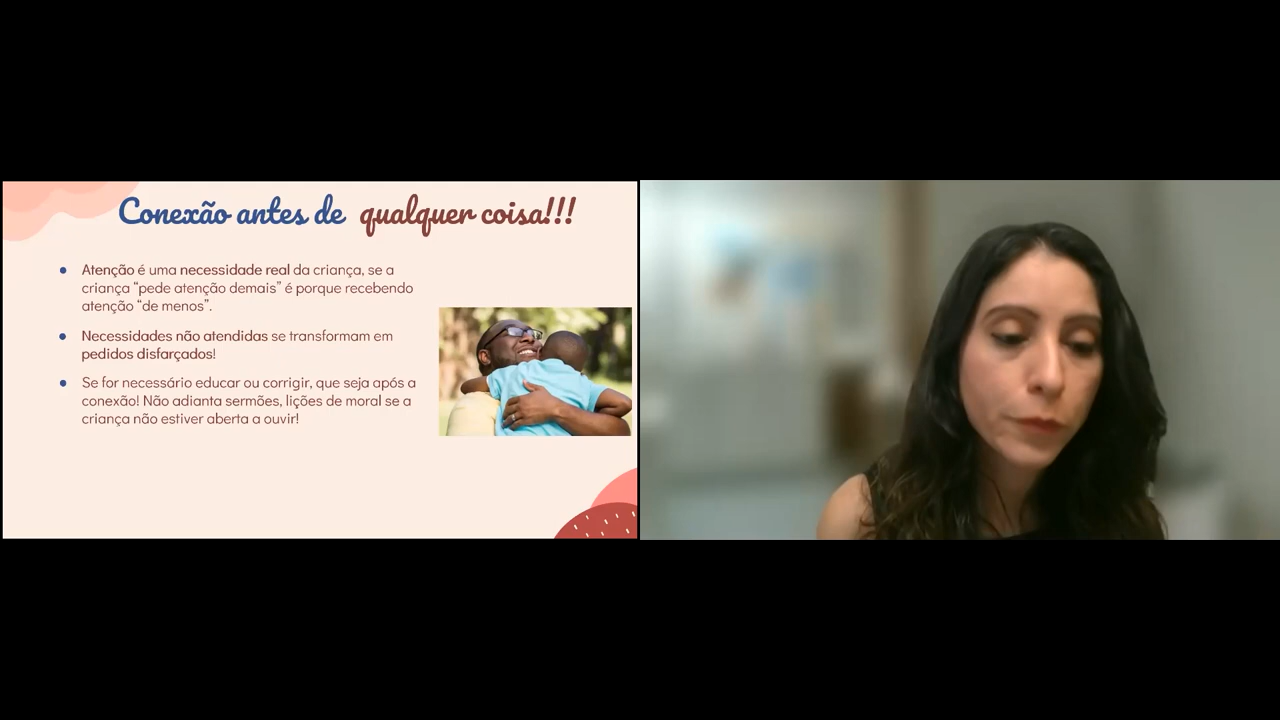 Conexão antes de qualquer coisa!!!
● Atenção é uma necessidade real da criança, se a
criança “pede atenção demais” é porque recebendo
atenção “de menos”.
● Necessidades não atendidas se transformam em
pedidos disfarçados!
● Se for necessário educar ou corrigir, que seja após a
conexão! Não adianta sermões, lições de moral se a
criança não estiver aberta a ouvir!